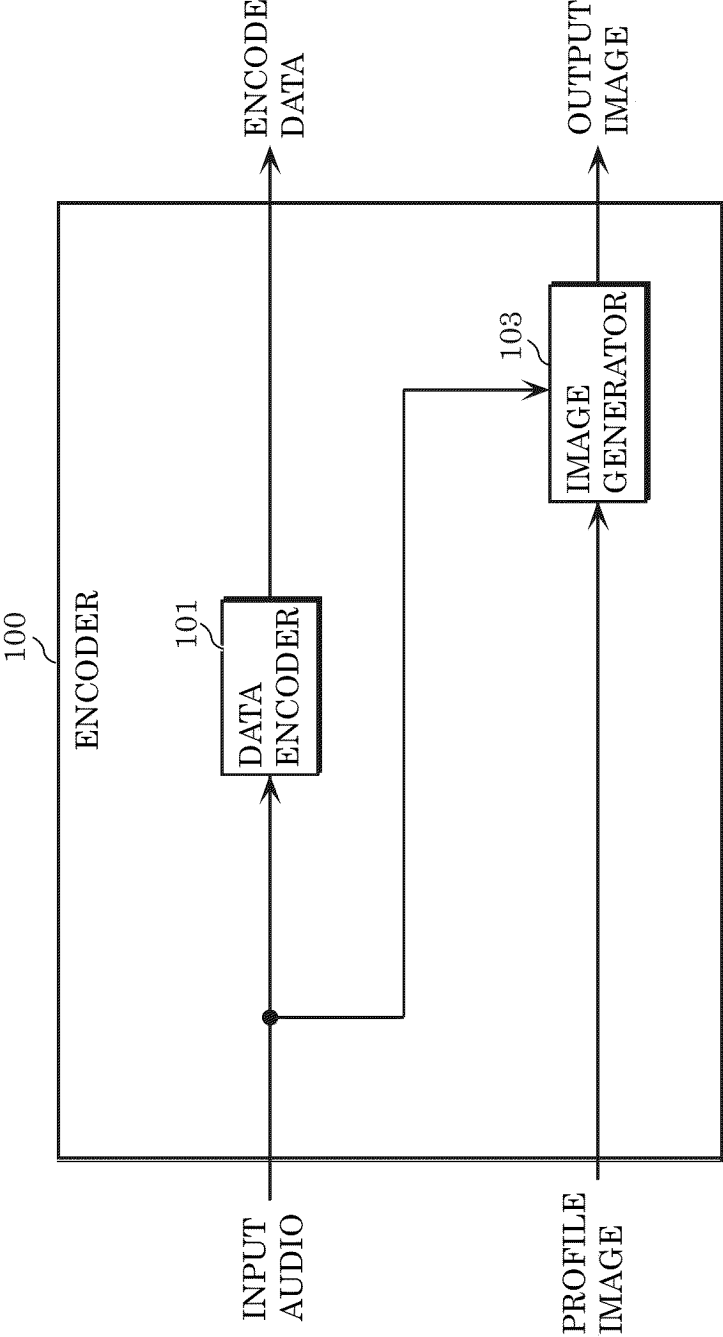 100
ENCODER
INPUT
AUDIO
101
DATA
ENCODER
ENCODE
DATA
103
IMAGE
GENERATOR
PROFILE
IMAGE
OUTPUT
IMAGE